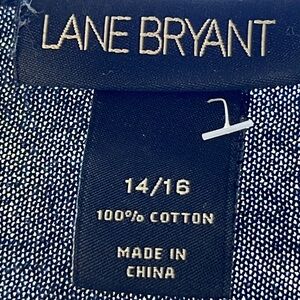 LANE BRYANT
14/16
100% COTTON
MADE IN
CHINA